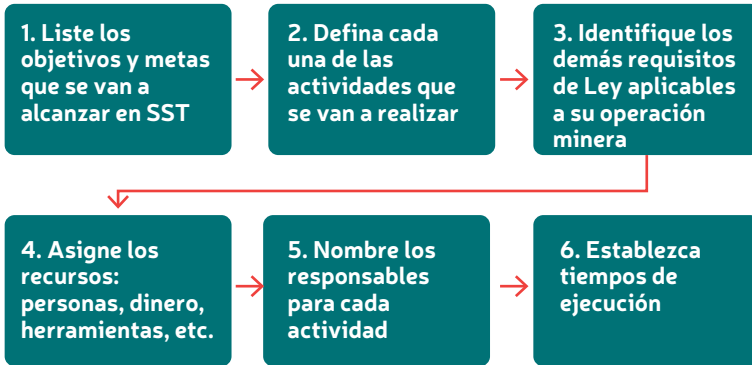 1. Liste los
objetivos y metas
que se van a
alcanzar en SST
2. Defina cada
una de las
actividades que
se van a realizar
3. Identifique los
demás requisitos
de Ley aplicables
a su operación
minera
4. Asigne los
recursos:
personas, dinero,
herramientas, etc.
5. Nombre los
responsables
para cada
actividad
6. Establezca
tiempos de
ejecución